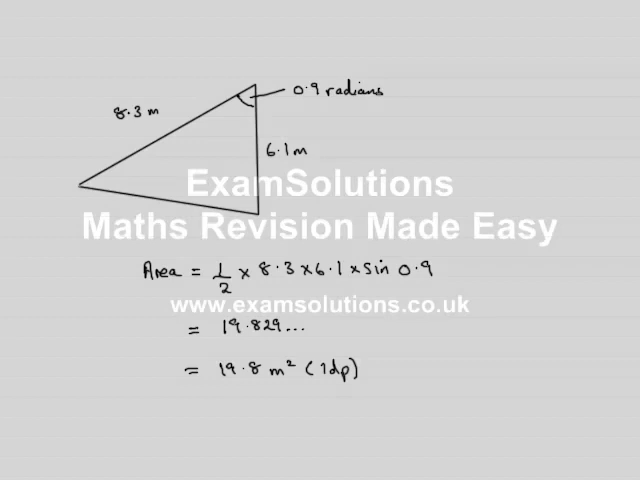 8.3 m
0.9 radians
6.1m
ExamSolutions
Maths Revision Made Easy
Area = 1/2 × 8.3 × 6.1 × sin 0.9
www.examsolutions.co.uk
= 19.829...
= 19.8 m² (1dp)